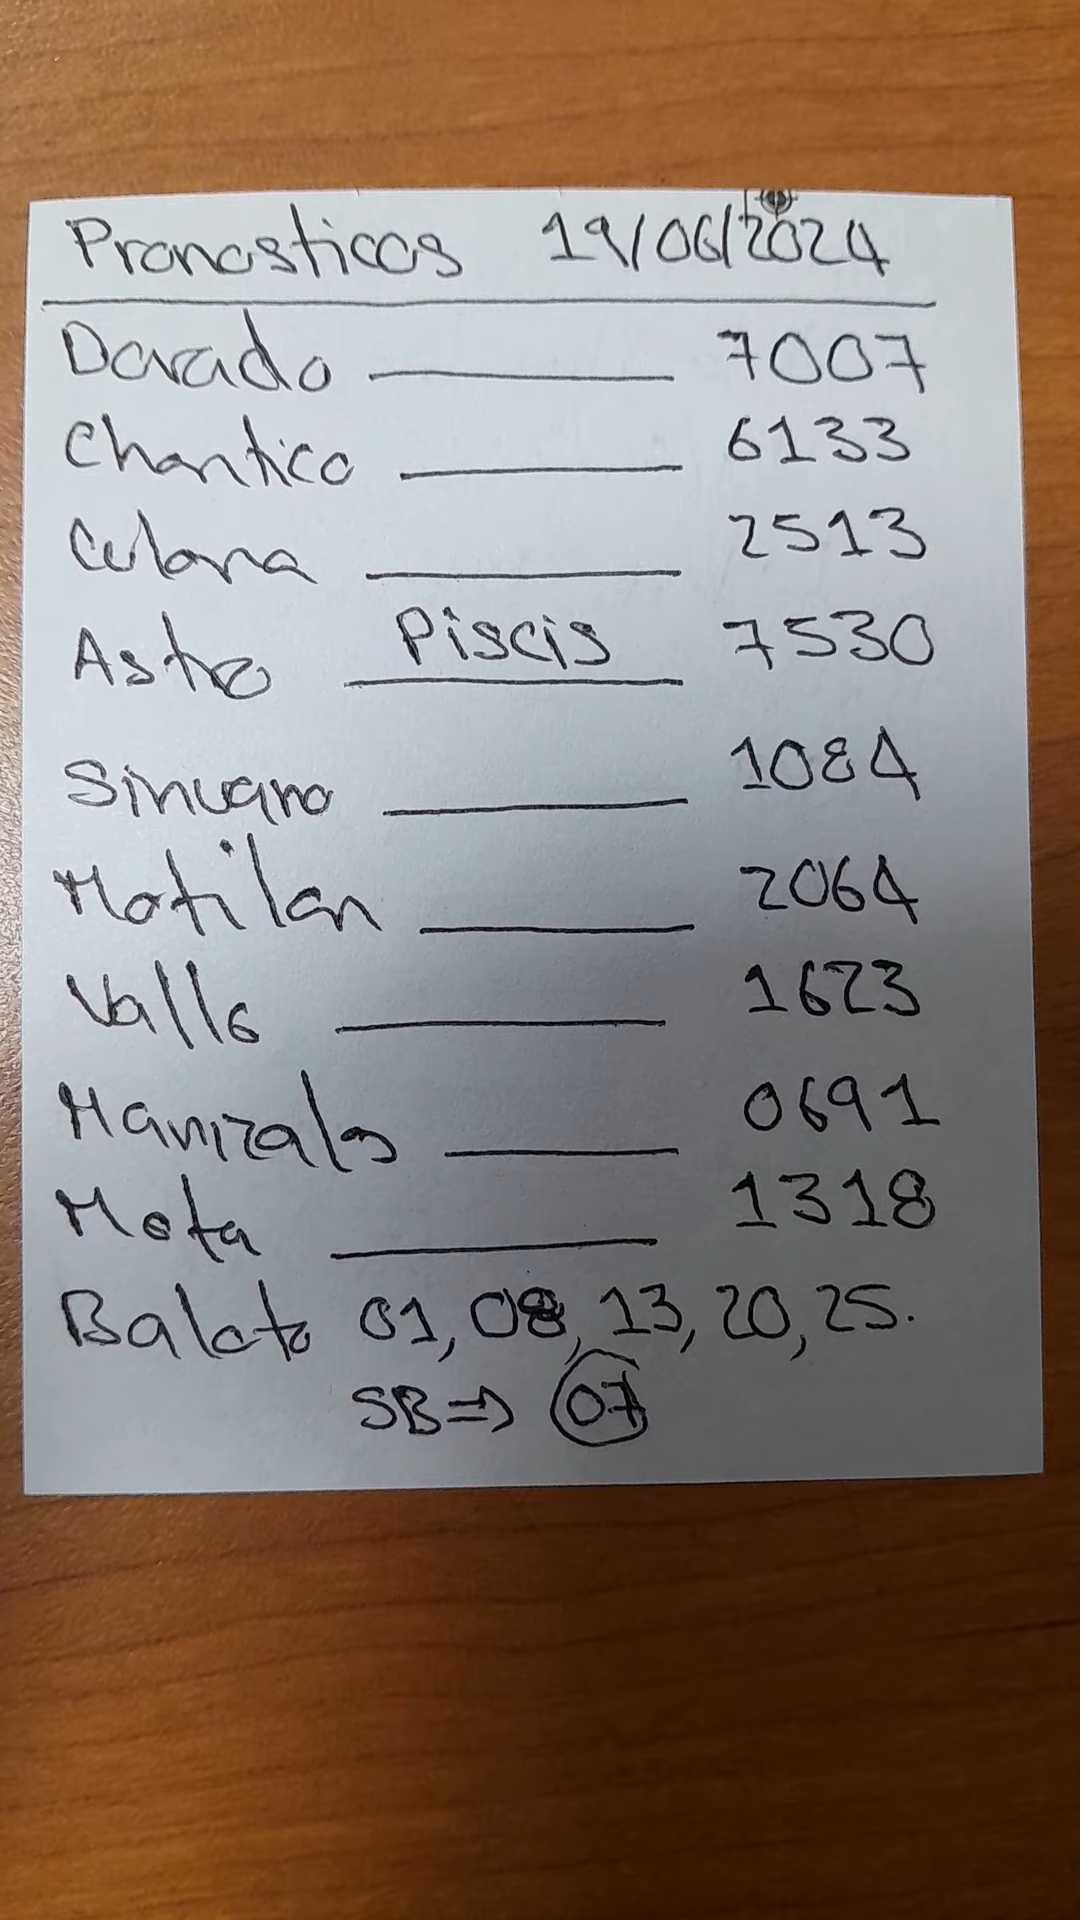 Pronosticos 19/06/2024
Dorado 7007
Chontico 6133
Culona 2513
Astro Piscis 7530
Sinuano 1084
Motilon 2064
Valle 1623
Manizales 0691
Meta 1318
Baloto 01, 08, 13, 20, 25.
SB⇒ 07